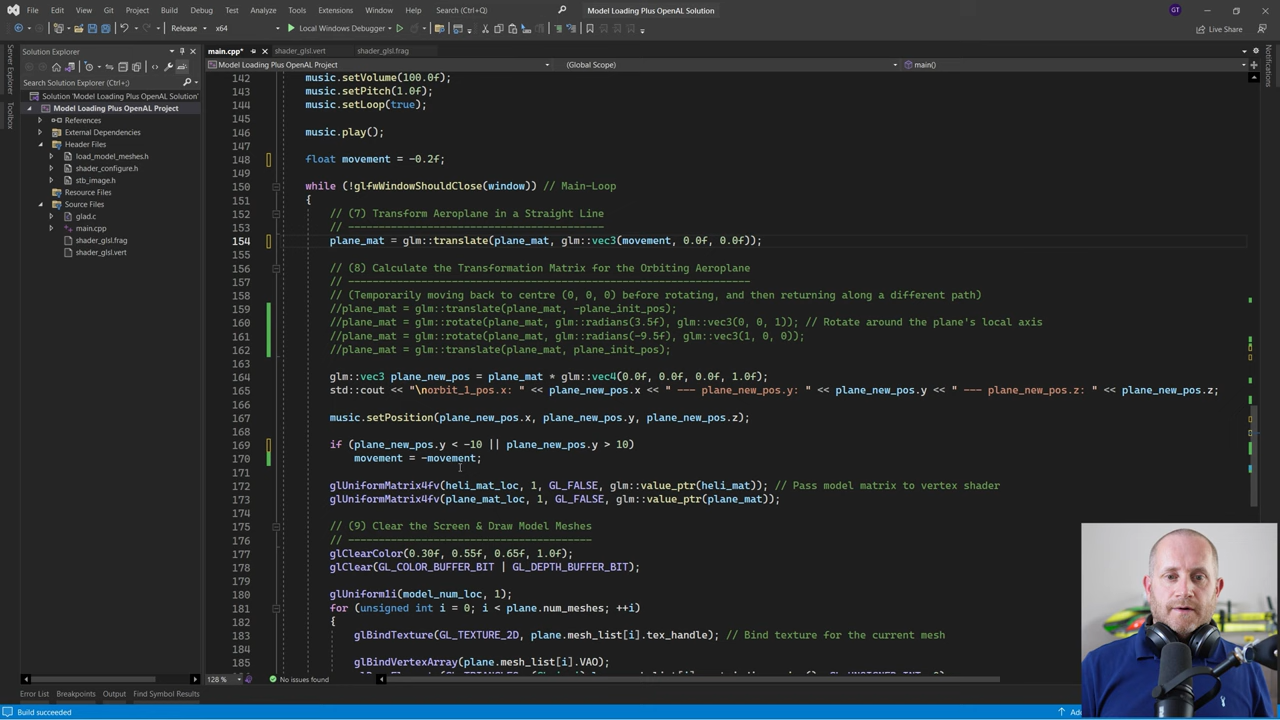 File Edit View Git Project Build Debug Test Analyze Tools Extensions Window Help Search (Ctrl+;) Model Loading Plus OpenAL Solution GT
Release x64 Local Windows Debugger Live Share
Server Explorer
Toolbox
Notifications
Solution Explorer
Search Solution Explorer (Ctrl+;)
Solution 'Model Loading Plus OpenAL Solution'
Model Loading Plus OpenAL Project
References
External Dependencies
Header Files
load_model_meshes.h
shader_configure.h
stb_image.h
Resource Files
Source Files
glad.c
main.cpp
shader_glsl.frag
shader_glsl.vert
main.cpp* shader_glsl.vert shader_glsl.frag
Model Loading Plus OpenAL Project (Global Scope) main()
142 music.setVolume(100.0f);
143 music.setPitch(1.0f);
144 music.setLoop(true);
145
146 music.play();
147
148 float movement = -0.2f;
149
150 while (!glfwWindowShouldClose(window)) // Main-Loop
151 {
152 // (7) Transform Aeroplane in a Straight Line
153 // ------------------------------------------
154 plane_mat = glm::translate(plane_mat, glm::vec3(movement, 0.0f, 0.0f));
155
156 // (8) Calculate the Transformation Matrix for the Orbiting Aeroplane
157 // ------------------------------------------------------------------
158 // (Temporarily moving back to centre (0, 0, 0) before rotating, and then returning along a different path)
159 //plane_mat = glm::translate(plane_mat, -plane_init_pos);
160 //plane_mat = glm::rotate(plane_mat, glm::radians(3.5f), glm::vec3(0, 0, 1)); // Rotate around the plane's local axis
161 //plane_mat = glm::rotate(plane_mat, glm::radians(-9.5f), glm::vec3(1, 0, 0));
162 //plane_mat = glm::translate(plane_mat, plane_init_pos);
163
164 glm::vec3 plane_new_pos = plane_mat * glm::vec4(0.0f, 0.0f, 0.0f, 1.0f);
165 std::cout << "\norbit_1_pos.x: " << plane_new_pos.x << " --- plane_new_pos.y: " << plane_new_pos.y << " --- plane_new_pos.z: " << plane_new_pos.z;
166
167 music.setPosition(plane_new_pos.x, plane_new_pos.y, plane_new_pos.z);
168
169 if (plane_new_pos.y < -10 || plane_new_pos.y > 10)
170 movement = -movement;
171
172 glUniformMatrix4fv(heli_mat_loc, 1, GL_FALSE, glm::value_ptr(heli_mat)); // Pass model matrix to vertex shader
173 glUniformMatrix4fv(plane_mat_loc, 1, GL_FALSE, glm::value_ptr(plane_mat));
174
175 // (9) Clear the Screen & Draw Model Meshes
176 // ----------------------------------------
177 glClearColor(0.30f, 0.55f, 0.65f, 1.0f);
178 glClear(GL_COLOR_BUFFER_BIT | GL_DEPTH_BUFFER_BIT);
179
180 glUniform1i(model_num_loc, 1);
181 for (unsigned int i = 0; i < plane.num_meshes; ++i)
182 {
183 glBindTexture(GL_TEXTURE_2D, plane.mesh_list[i].tex_handle); // Bind texture for the current mesh
184
185 glBindVertexArray(plane.mesh_list[i].VAO);
128 % No issues found
Error List Breakpoints Output Find Symbol Results
Build succeeded